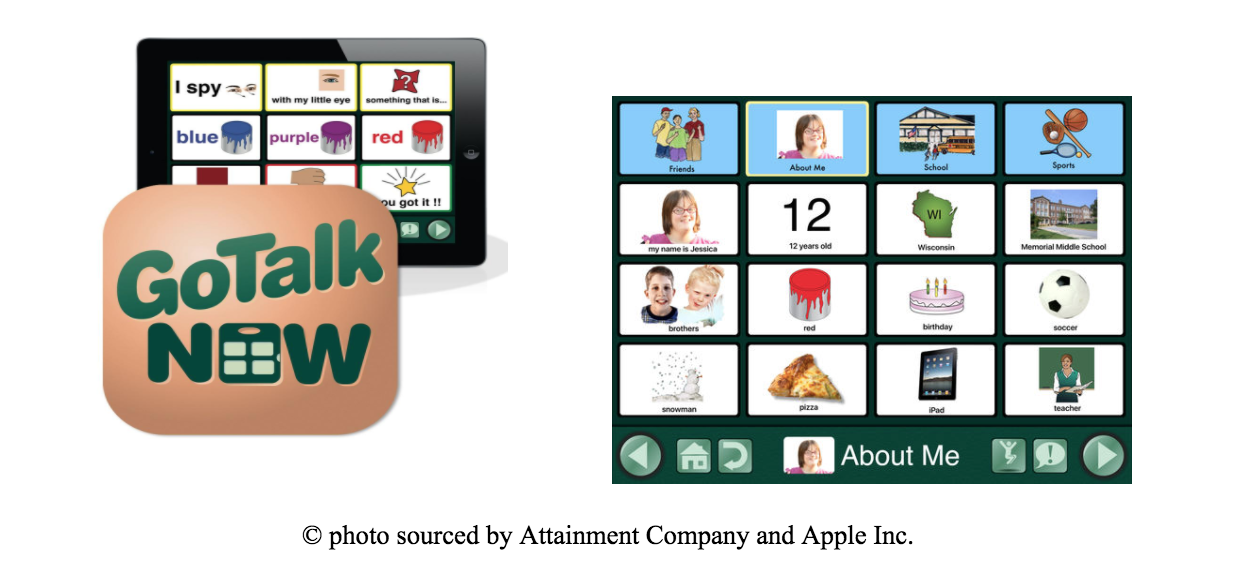 I spy
with my little eye
something that is...
blue
purple
red
ou got it !!
GoTalk
NOW
Friends
About Me
School
Sports
my name is Jessica
12
12 years old
WI
Wisconsin
Memorial Middle School
brothers
red
birthday
soccer
snowman
pizza
iPad
teacher
About Me
© photo sourced by Attainment Company and Apple Inc.